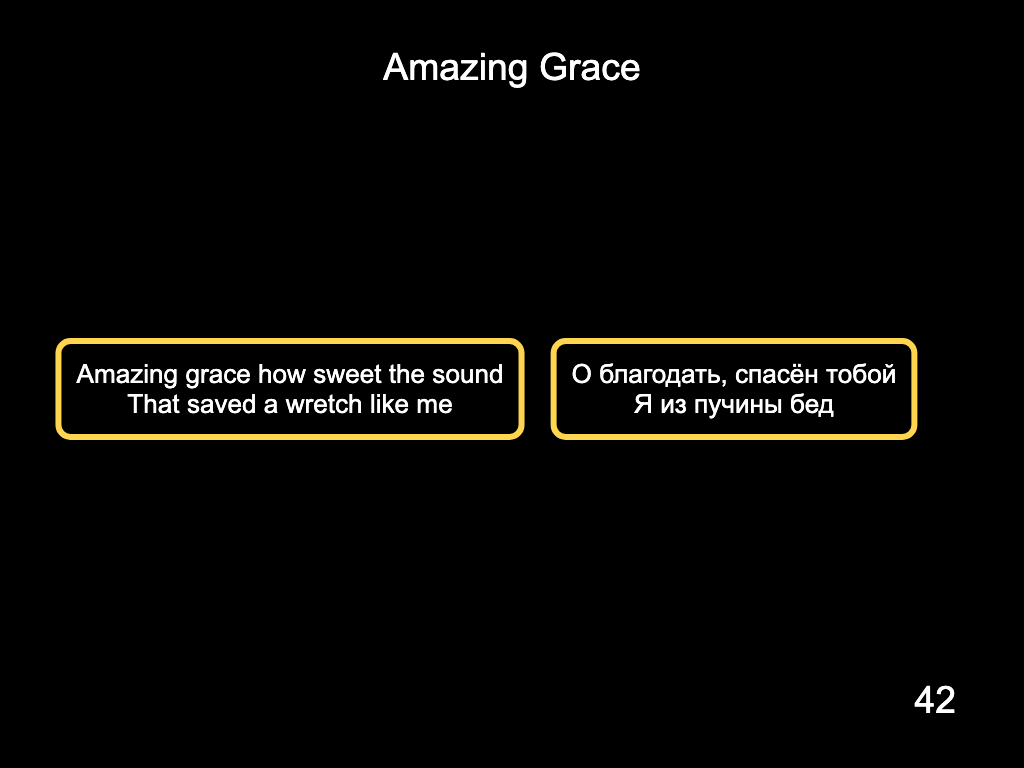 Amazing Grace
Amazing grace how sweet the sound
That saved a wretch like me
О благодать, спасён тобой
Я из пучины бед
42